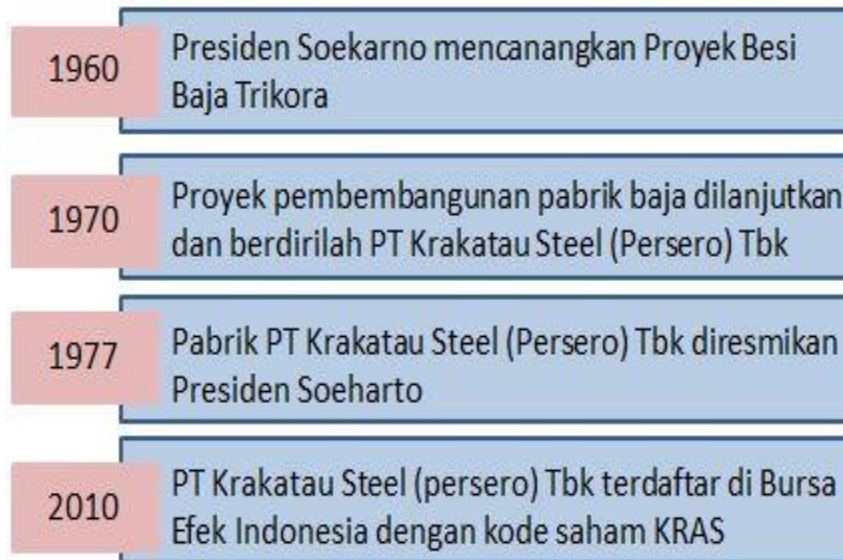 1960
Presiden Soekarno mencanangkan Proyek Besi
Baja Trikora
1970
Proyek pembembangunan pabrik baja dilanjutkan
dan berdirilah PT Krakatau Steel (Persero) Tbk
1977
Pabrik PT Krakatau Steel (Persero) Tbk diresmikan
Presiden Soeharto
2010
PT Krakatau Steel (persero) Tbk terdaftar di Bursa
Efek Indonesia dengan kode saham KRAS